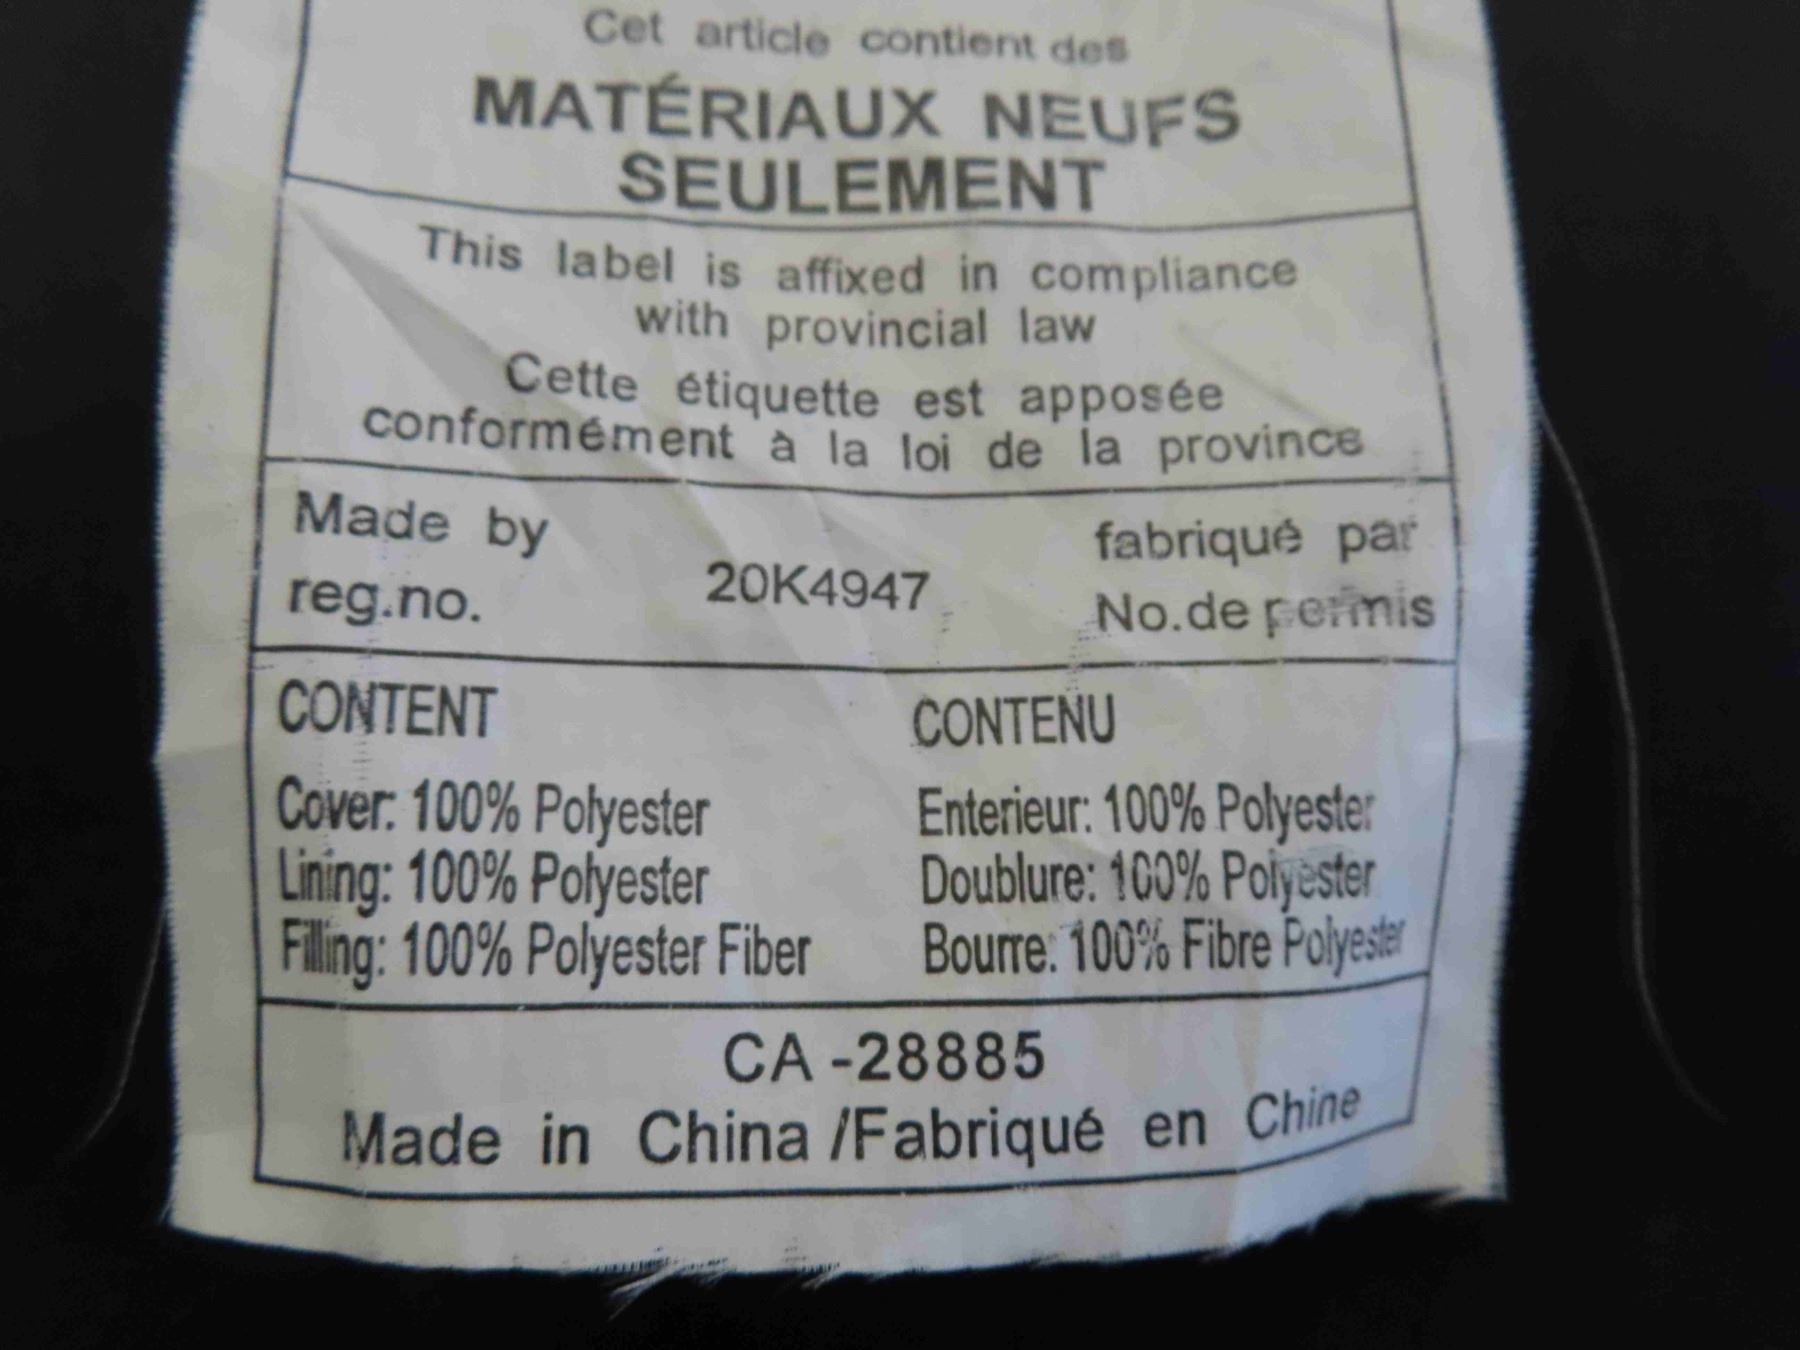 Cet article contient des
MATÉRIAUX NEUFS
SEULEMENT
This label is affixed in compliance
with provincial law
Cette étiquette est apposée
conformément à la loi de la province
Made by
reg.no.
20K4947
fabriqué par
No.de permis
CONTENT
Cover: 100% Polyester
Lining: 100% Polyester
Filling: 100% Polyester Fiber
CONTENU
Enterieur: 100% Polyester
Doublure: 100% Polyester
Bourre: 100% Fibre Polyester
CA -28885
Made in China /Fabriqué en Chine